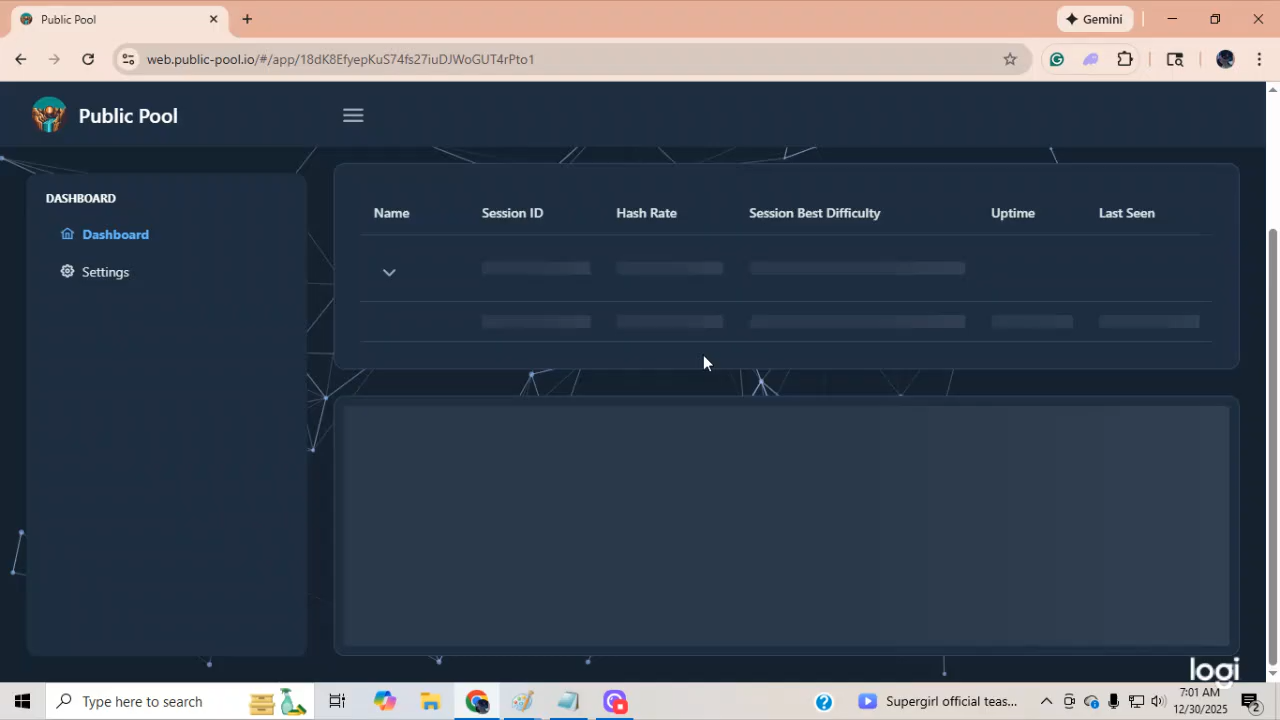 Public Pool
Gemini
web.public-pool.io/#/app/18dK8EfyepKuS74fs27iuDJWoGUT4rPto1
Public Pool
DASHBOARD
Dashboard
Settings
Name Session ID Hash Rate Session Best Difficulty Uptime Last Seen
logi
Type here to search
Supergirl official teas...
7:01 AM
12/30/2025
2